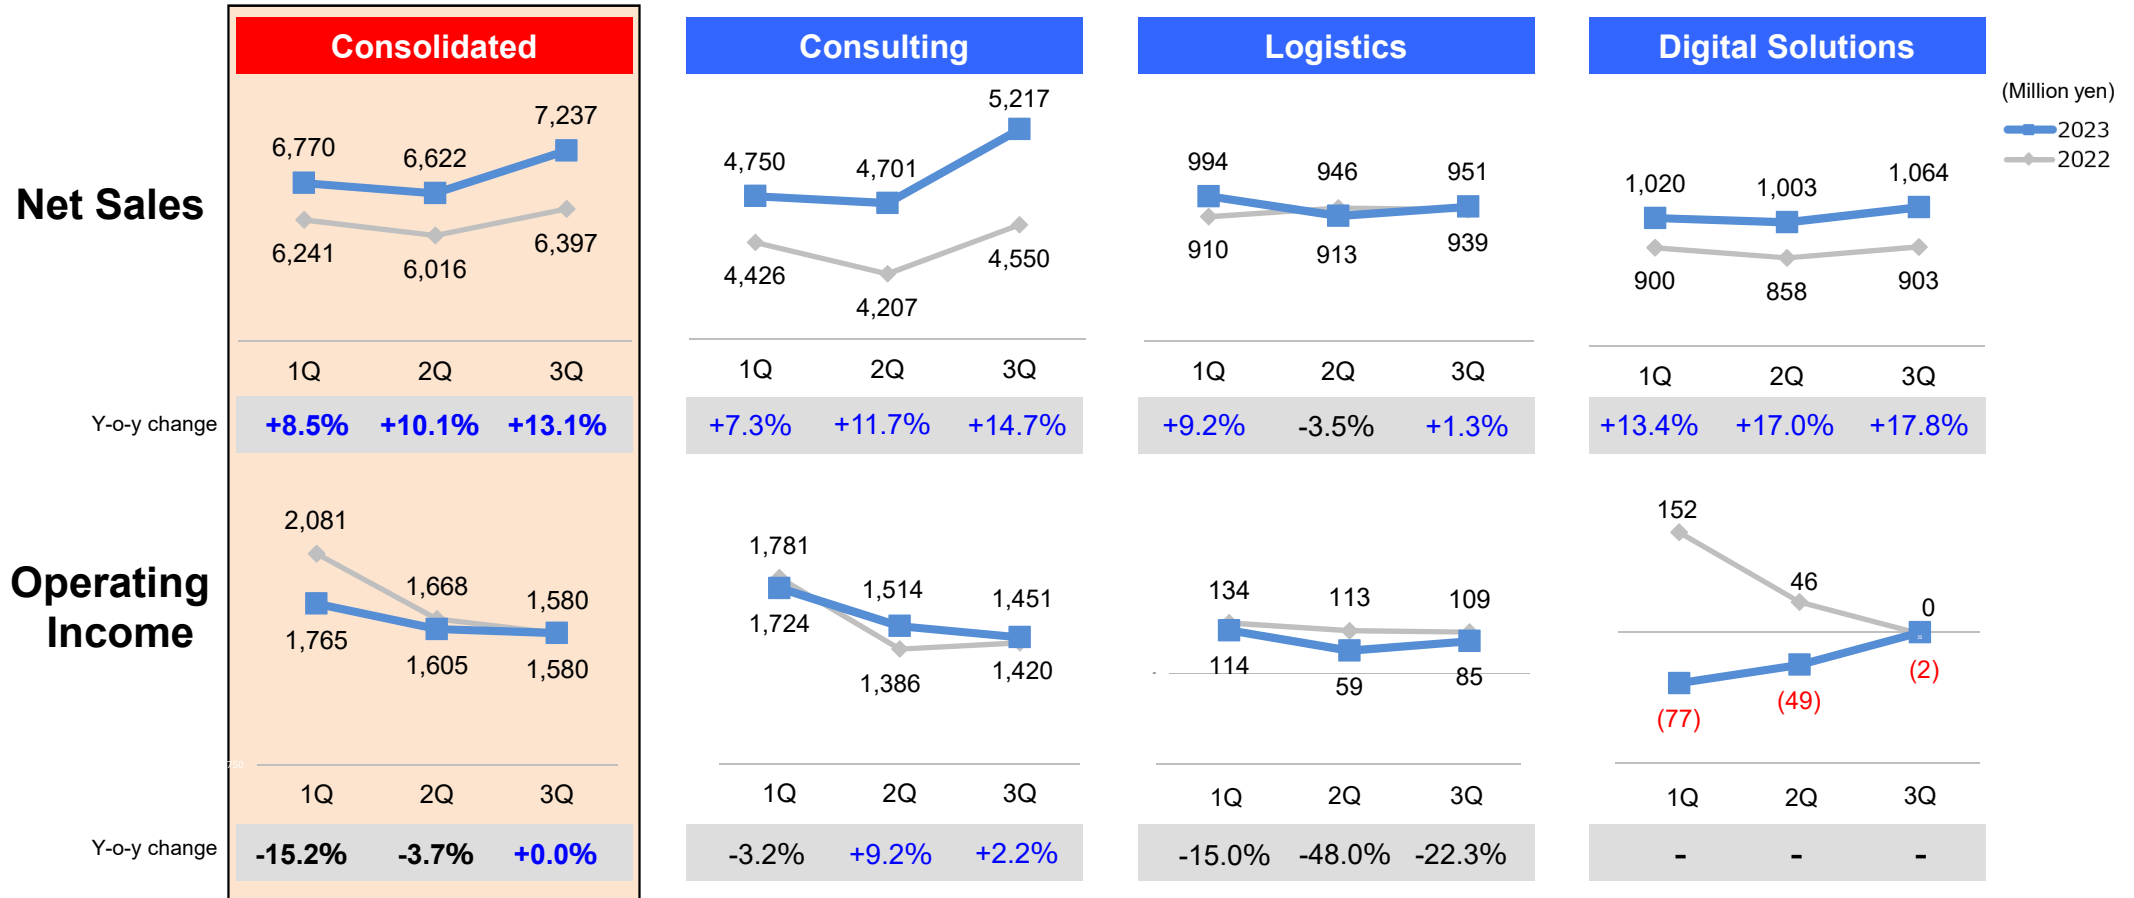 Consolidated
Consulting
Logistics
Digital Solutions
(Million yen)
2023
2022
Net Sales
6,770
6,622
7,237
6,241
6,016
6,397
1Q 2Q 3Q
4,750
4,701
5,217
4,426
4,207
4,550
1Q 2Q 3Q
994
946
951
910
913
939
1Q 2Q 3Q
1,020
1,003
1,064
900
858
903
1Q 2Q 3Q
Y-o-y change
+8.5% +10.1% +13.1%
+7.3% +11.7% +14.7%
+9.2% -3.5% +1.3%
+13.4% +17.0% +17.8%
Operating
Income
2,081
1,668
1,580
1,765
1,605
1,580
1Q 2Q 3Q
1,781
1,514
1,451
1,724
1,386
1,420
1Q 2Q 3Q
134
113
109
114
59
85
1Q 2Q 3Q
152
46
0
(77)
(49)
(2)
1Q 2Q 3Q
Y-o-y change
-15.2% -3.7% +0.0%
-3.2% +9.2% +2.2%
-15.0% -48.0% -22.3%
- - -